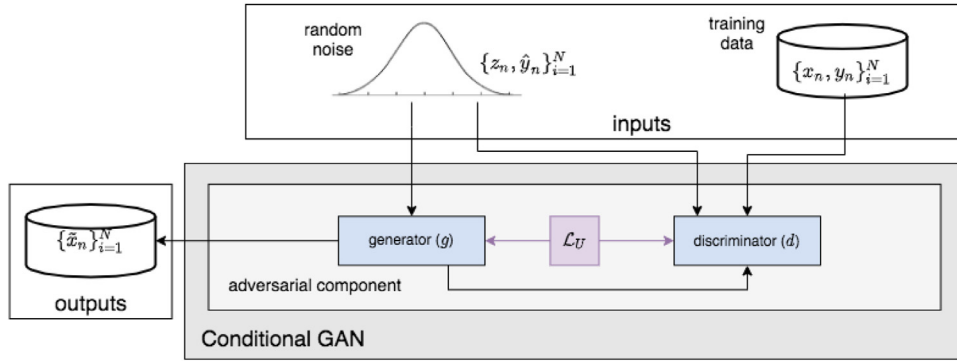 random
noise
{z_n, ŷ_n}_{i=1}^N
training
data
{x_n, y_n}_{i=1}^N
inputs
{x̃_n}_{i=1}^N
outputs
generator (g)
ℒ_U
discriminator (d)
adversarial component
Conditional GAN